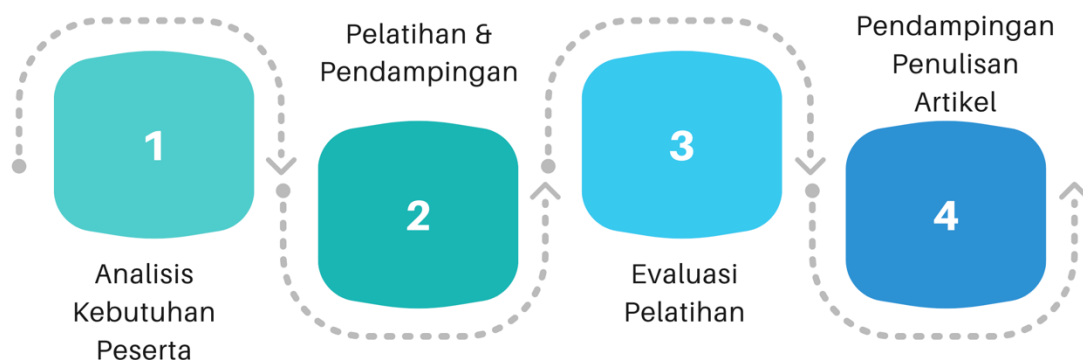 1
Analisis
Kebutuhan
Peserta
Pelatihan &
Pendampingan
2
3
Evaluasi
Pelatihan
Pendampingan
Penulisan
Artikel
4